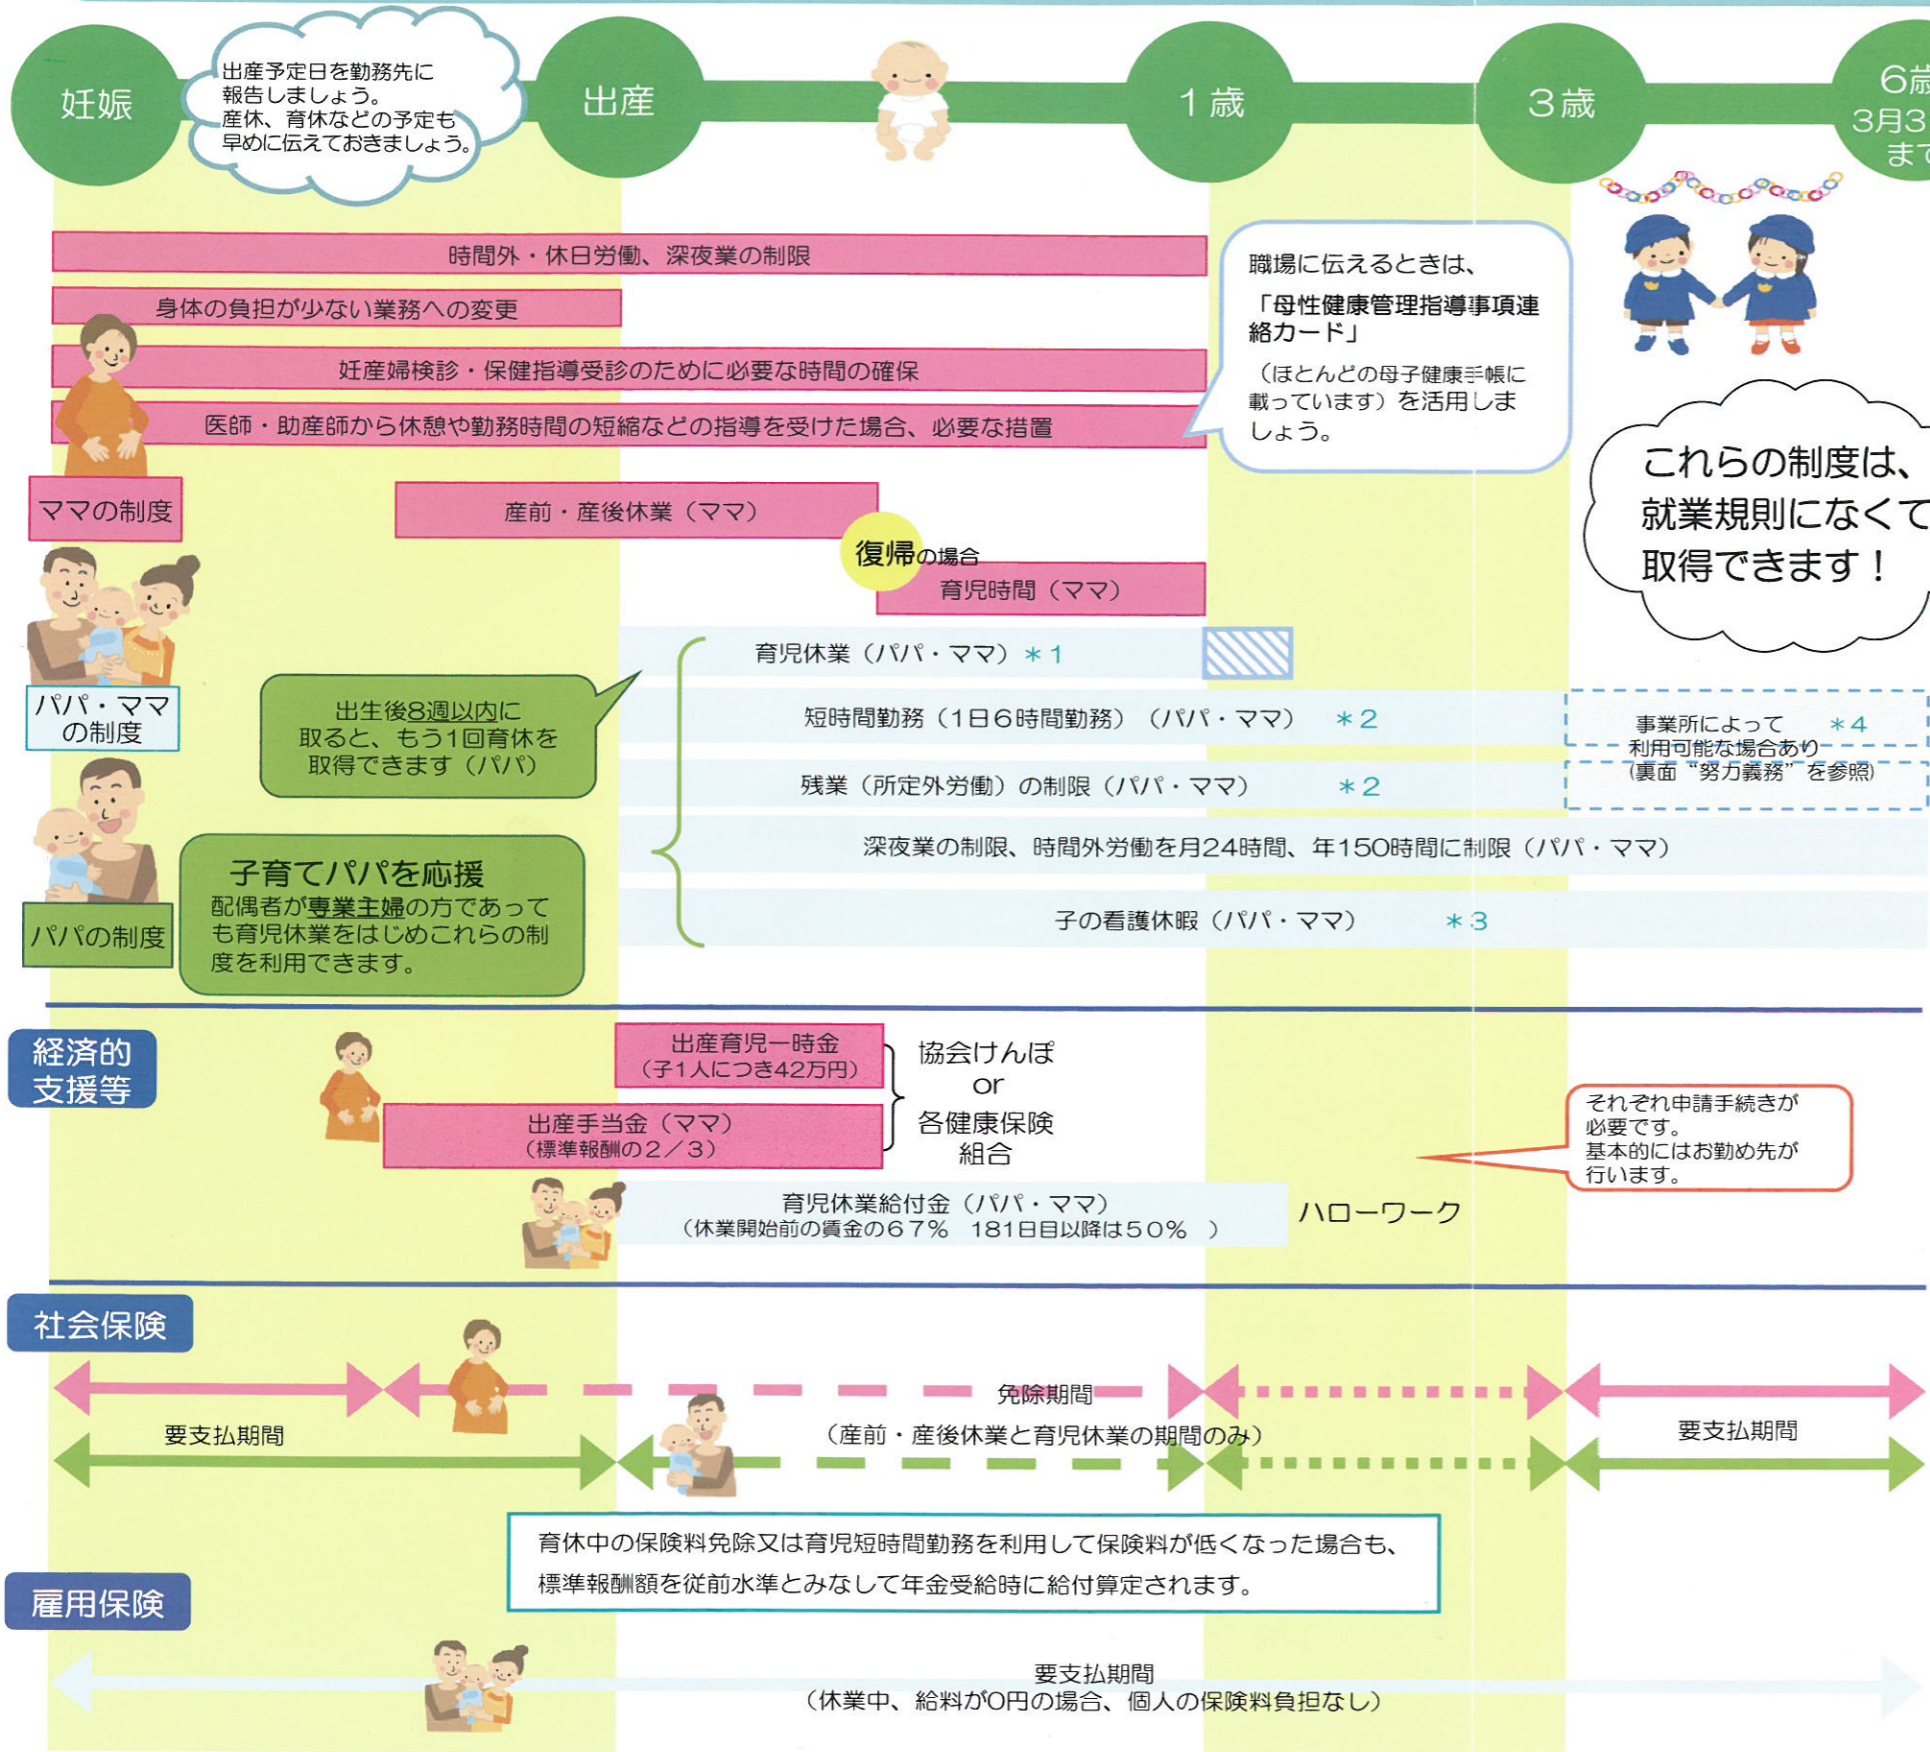 妊娠
出産予定日を勤務先に
報告しましょう。
産休、育休などの予定も
早めに伝えておきましょう。
出産
1歳
3歳
6歳
3月3
まで
時間外・休日労働、深夜業の制限
身体の負担が少ない業務への変更
妊産婦検診・保健指導受診のために必要な時間の確保
医師・助産師から休憩や勤務時間の短縮などの指導を受けた場合、必要な措置
職場に伝えるときは、
「母性健康管理指導事項連
絡カード」
（ほとんどの母子健康手帳に
載っています）を活用しま
しょう。
これらの制度は、
就業規則になくて
取得できます！
ママの制度
産前・産後休業（ママ）
復帰の場合
育児時間（ママ）
パパ・ママ
の制度
育児休業（パパ・ママ）＊1
出生後8週以内に
取ると、もう1回育休を
取得できます（パパ）
短時間勤務（1日6時間勤務）（パパ・ママ） ＊2
事業所によって ＊4
利用可能な場合あり
(裏面“努力義務”を参照)
残業（所定外労働）の制限（パパ・ママ） ＊2
深夜業の制限、時間外労働を月24時間、年150時間に制限（パパ・ママ）
子の看護休暇（パパ・ママ） ＊3
パパの制度
子育てパパを応援
配偶者が専業主婦の方であって
も育児休業をはじめこれらの制
度を利用できます。
経済的
支援等
出産育児一時金
（子1人につき42万円）
出産手当金（ママ）
（標準報酬の2／3）
協会けんぽ
or
各健康保険
組合
育児休業給付金（パパ・ママ）
（休業開始前の賃金の67％ 181日目以降は50％ ）
ハローワーク
それぞれ申請手続きが
必要です。
基本的にはお勤め先が
行います。
社会保険
要支払期間
免除期間
（産前・産後休業と育児休業の期間のみ）
要支払期間
育休中の保険料免除又は育児短時間勤務を利用して保険料が低くなった場合も、
標準報酬額を従前水準とみなして年金受給時に給付算定されます。
雇用保険
要支払期間
（休業中、給料が0円の場合、個人の保険料負担なし）